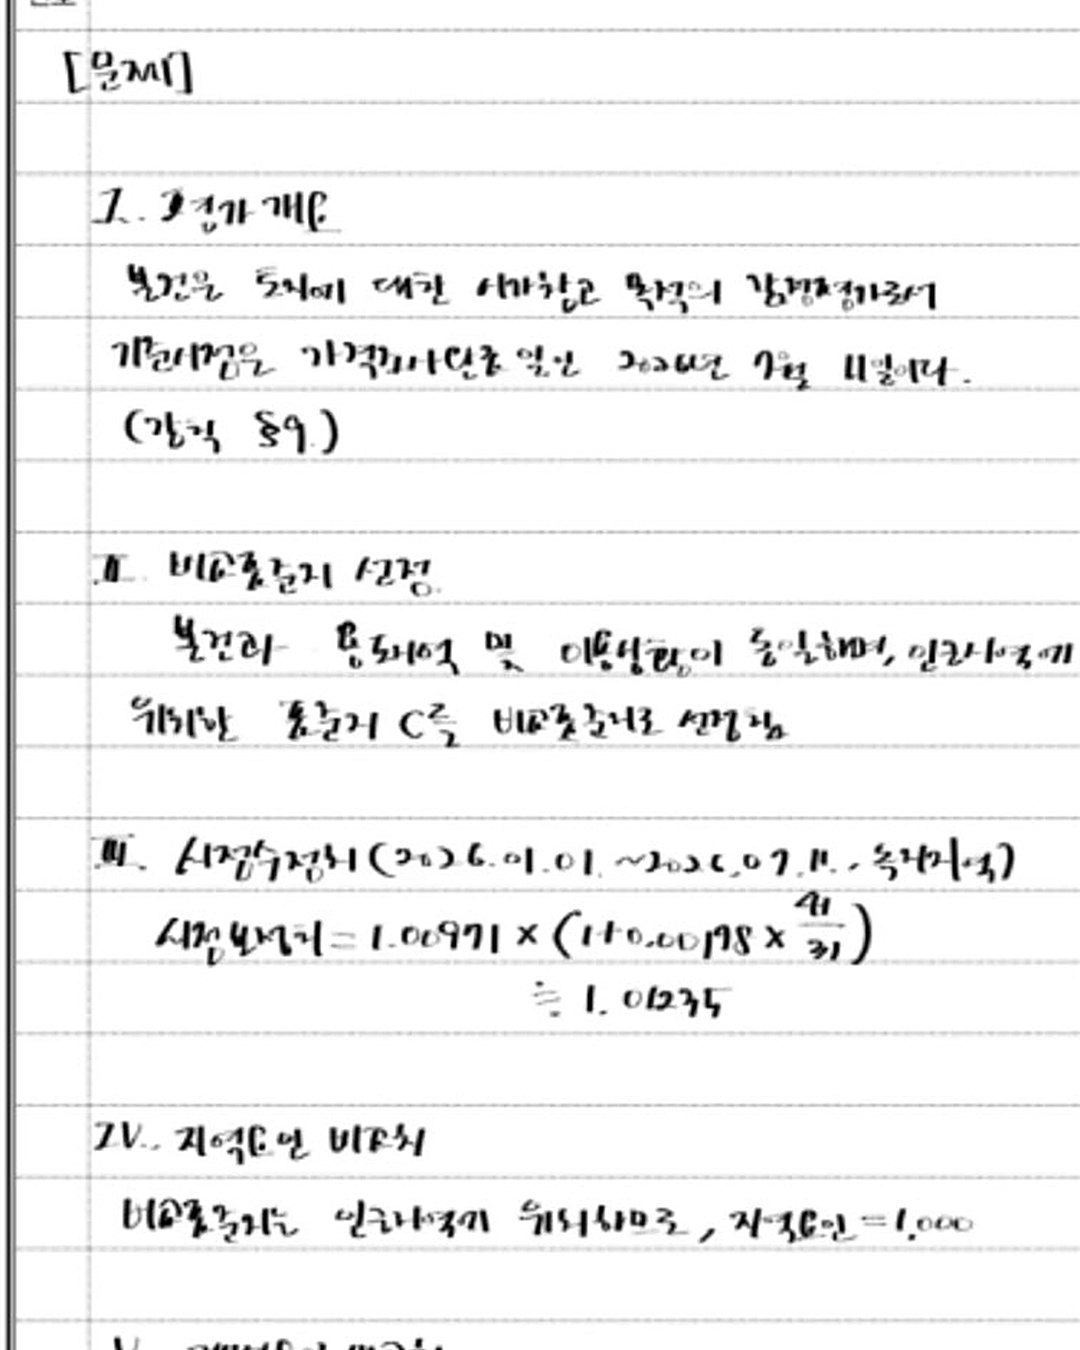 [문제]
I. 평가개요
본건은 토지에 대한 시가참고 목적의 감정평가로서
기준시점은 가격조사완료일인 2026년 7월 11일이다.
(감칙 §9.)
II. 비교표준지 선정
본건과 용도지역 및 이용상황이 동일하며, 인근지역에
위치한 표준지 C를 비교표준지로 선정함
III. 시점수정치(2026.01.01.~2026.07.11., 녹지지역)
시점보정치 = 1.00971 × (1+0.00198 × 41/31)
≒ 1.01235
IV. 지역요인 비교치
비교표준지는 인근지역에 위치하므로, 지역요인 = 1.000